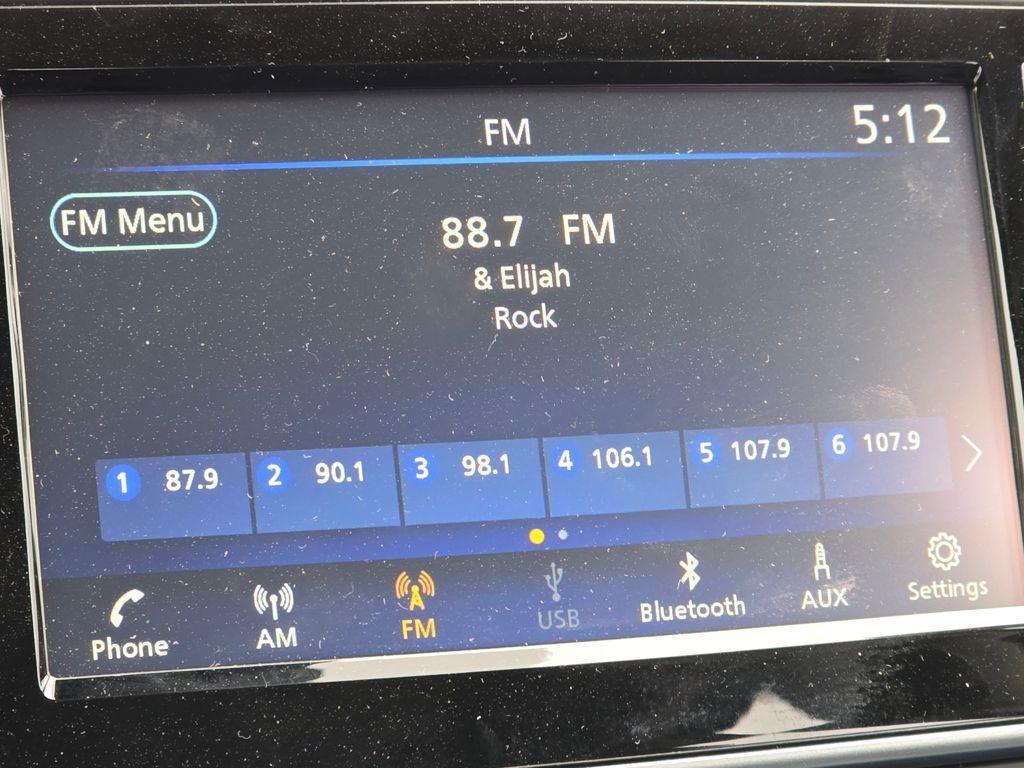 FM
5:12
FM Menu
88.7 FM
& Elijah
Rock
1 87.9
2 90.1
3 98.1
4 106.1
5 107.9
6 107.9
Phone
AM
FM
USB
Bluetooth
AUX
Settings